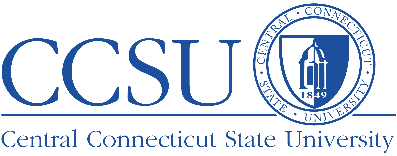 CCSU
CENTRAL · CONNECTICUT
STATE · UNIVERSITY
1849
Central Connecticut State University